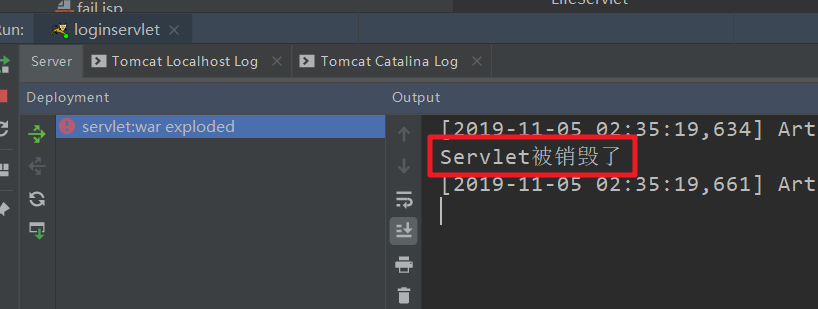 fail.jsp
LifeServlet
Run:
loginservlet
Server
Tomcat Localhost Log
Tomcat Catalina Log
Deployment
Output
servlet:war exploded
[2019-11-05 02:35:19,634] Art
Servlet被销毁了
[2019-11-05 02:35:19,661] Art